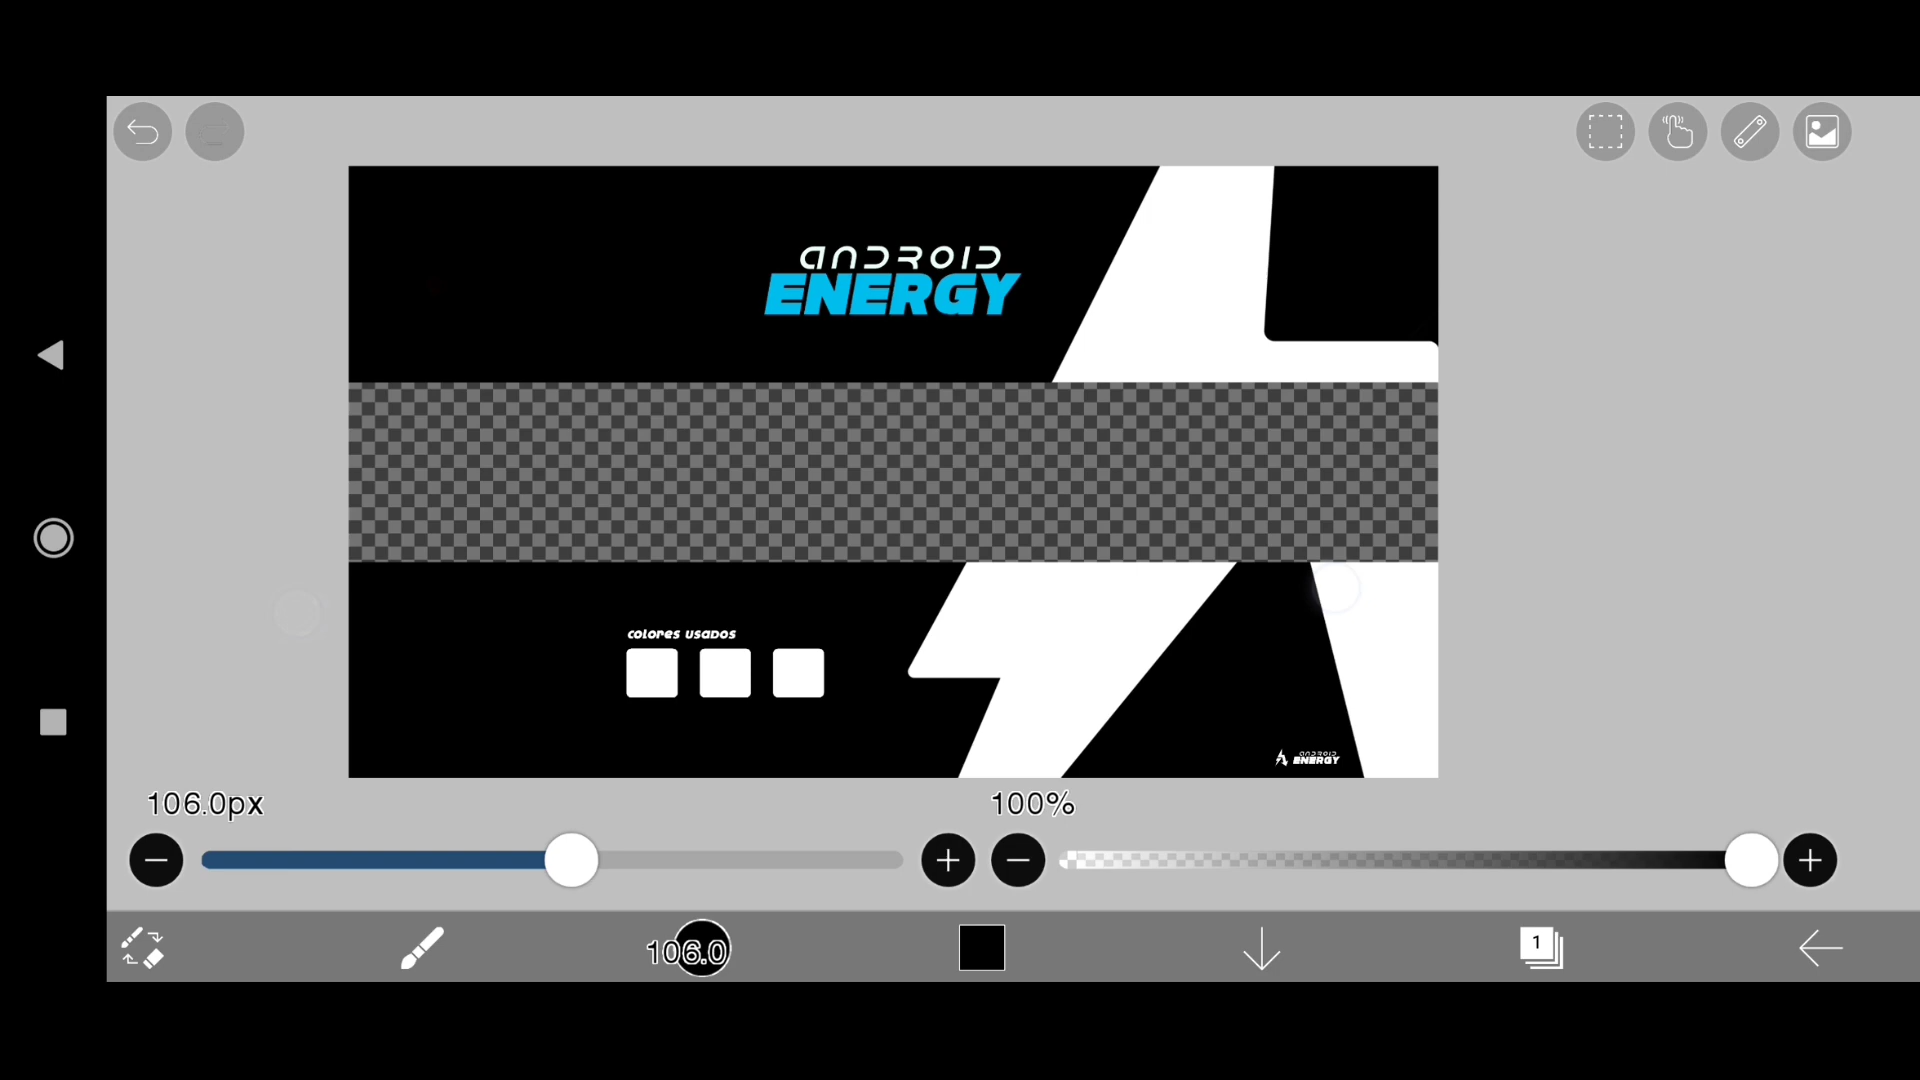 ANDROID
ENERGY
colores usados
ANDROID
ENERGY
106.0px
100%
106.0
1